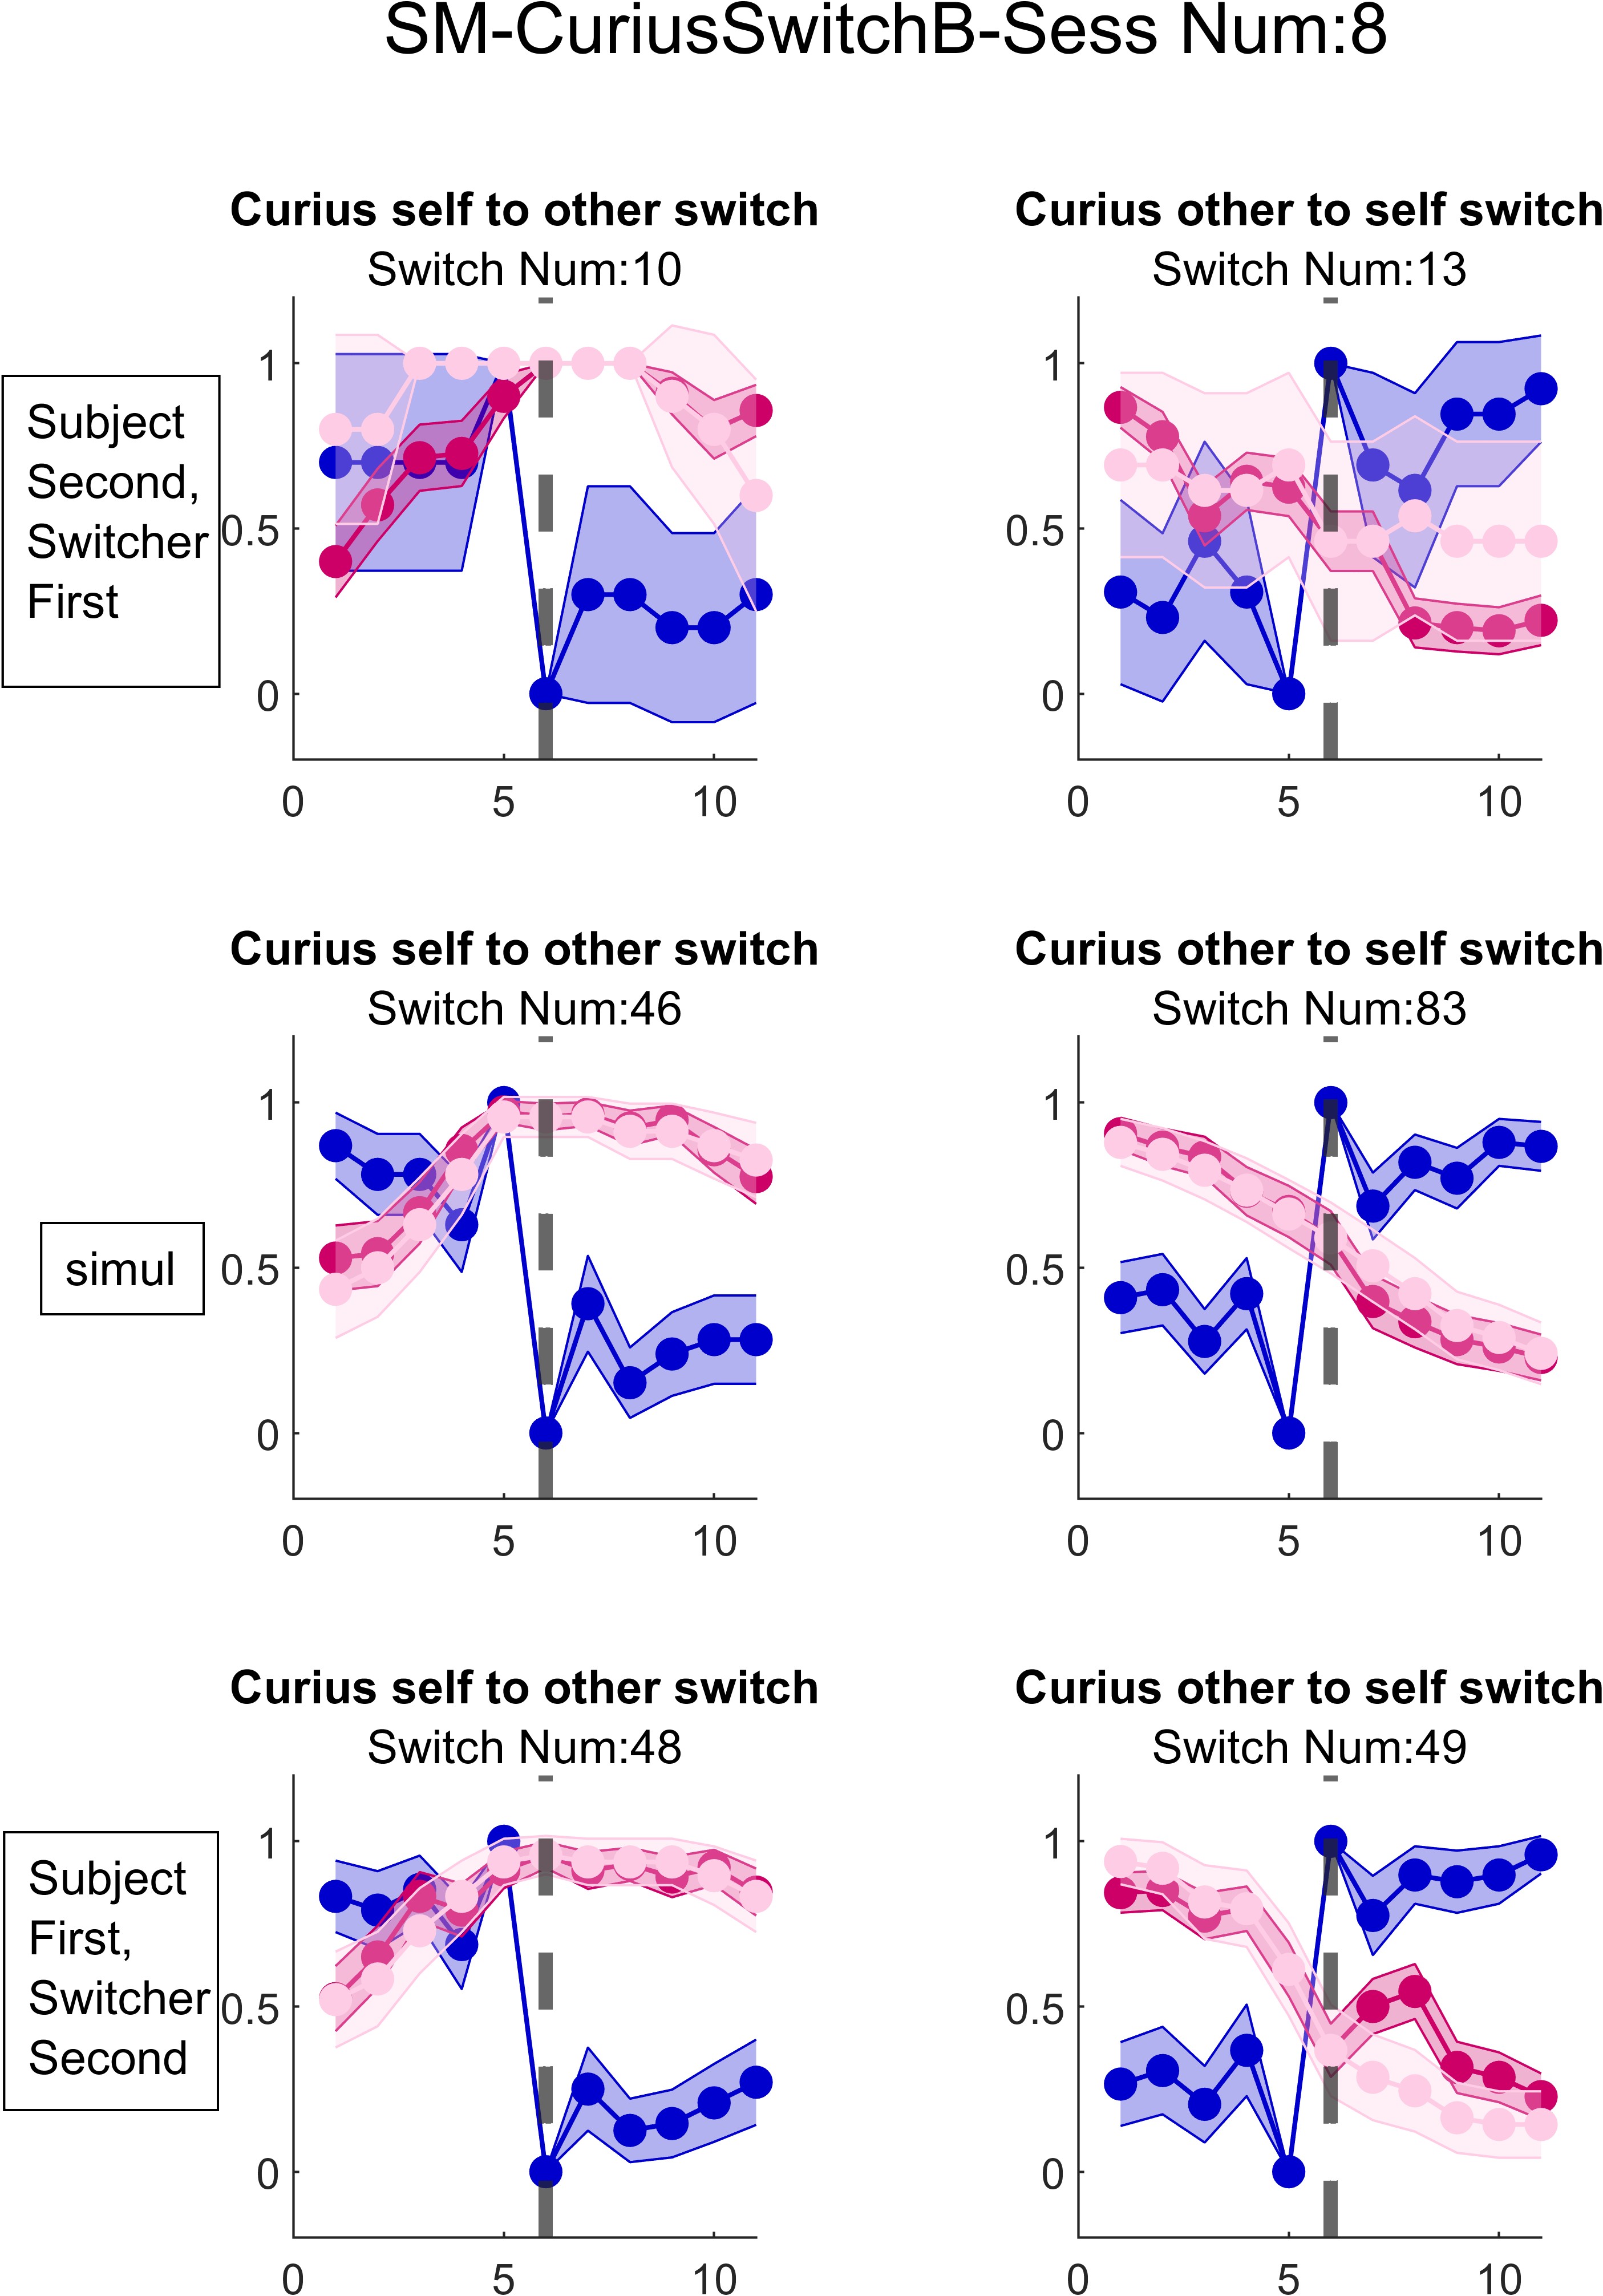 SM-CuriusSwitchB-Sess Num:8
Curius self to other switch
Switch Num:10
Curius other to self switch
Switch Num:13
Subject
Second,
Switcher
First
1
0.5
0
0
5
10
1
0.5
0
0
5
10
Curius self to other switch
Switch Num:46
Curius other to self switch
Switch Num:83
simul
1
0.5
0
0
5
10
1
0.5
0
0
5
10
Curius self to other switch
Switch Num:48
Curius other to self switch
Switch Num:49
Subject
First,
Switcher
Second
1
0.5
0
0
5
10
1
0.5
0
0
5
10